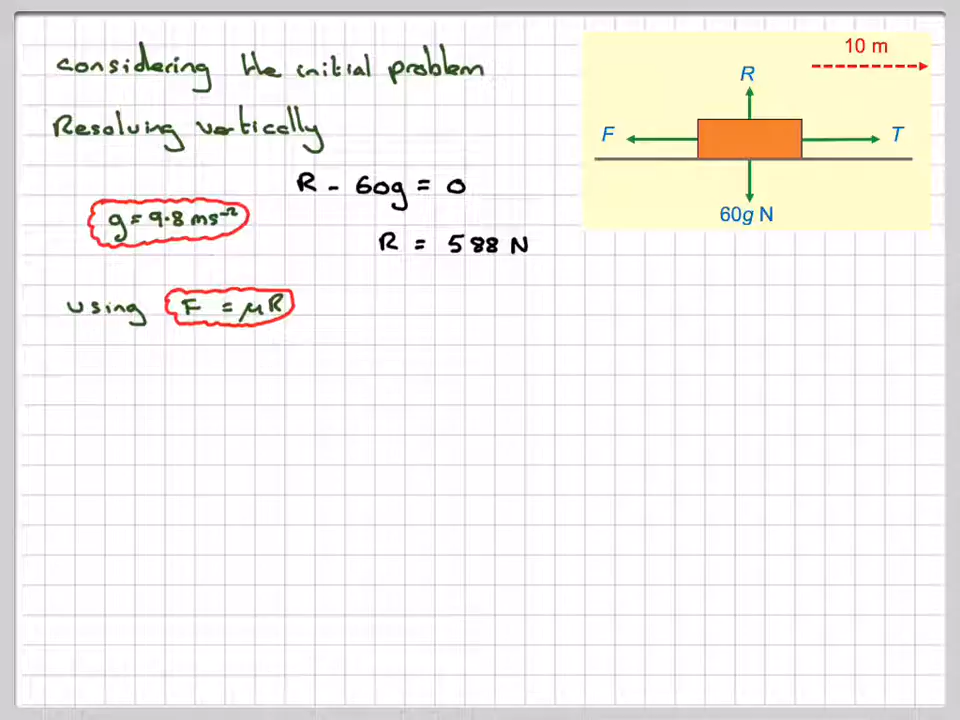 considering the initial problem
Resolving vertically
R - 60g = 0
g = 9.8 ms⁻²
R = 588 N
using F = μR
10 m
R
F
T
60g N